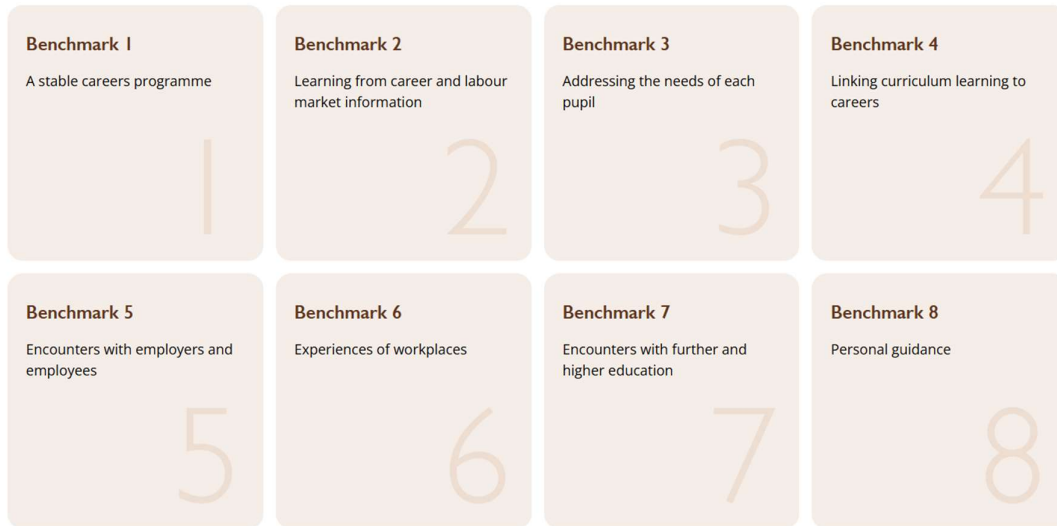 Benchmark 1
A stable careers programme
1
Benchmark 2
Learning from career and labour
market information
2
Benchmark 3
Addressing the needs of each
pupil
3
Benchmark 4
Linking curriculum learning to
careers
4
Benchmark 5
Encounters with employers and
employees
5
Benchmark 6
Experiences of workplaces
6
Benchmark 7
Encounters with further and
higher education
7
Benchmark 8
Personal guidance
8